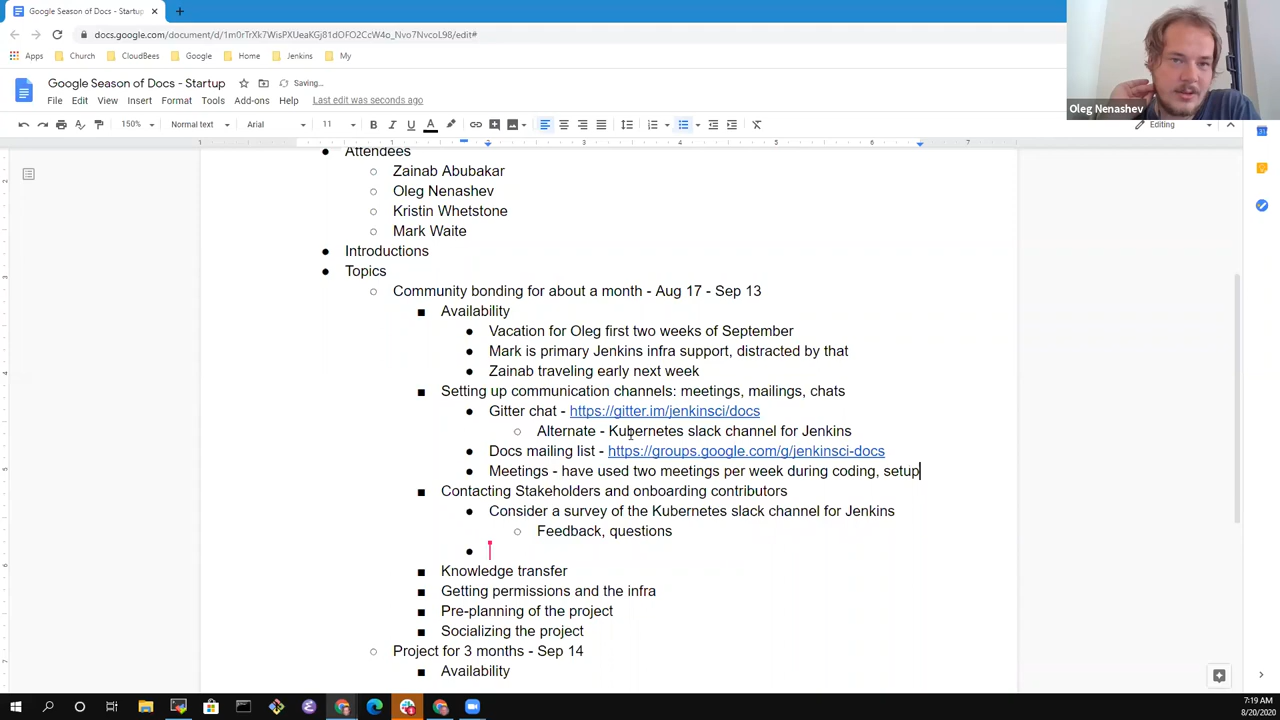 Google Season of Docs - Startup
docs.google.com/document/d/1m0rTrXk7WisPXUeaKGj81dOFO2CcW4o_Nvo7NvcoL98/edit#
Apps Church CloudBees Google Home Jenkins My
Google Season of Docs - Startup Saving...
File Edit View Insert Format Tools Add-ons Help Last edit was seconds ago
150% Normal text Arial 11 Editing
Oleg Nenashev
Attendees
Zainab Abubakar
Oleg Nenashev
Kristin Whetstone
Mark Waite
Introductions
Topics
Community bonding for about a month - Aug 17 - Sep 13
Availability
Vacation for Oleg first two weeks of September
Mark is primary Jenkins infra support, distracted by that
Zainab traveling early next week
Setting up communication channels: meetings, mailings, chats
Gitter chat - https://gitter.im/jenkinsci/docs
Alternate - Kubernetes slack channel for Jenkins
Docs mailing list - https://groups.google.com/g/jenkinsci-docs
Meetings - have used two meetings per week during coding, setup
Contacting Stakeholders and onboarding contributors
Consider a survey of the Kubernetes slack channel for Jenkins
Feedback, questions
Knowledge transfer
Getting permissions and the infra
Pre-planning of the project
Socializing the project
Project for 3 months - Sep 14
Availability
7:19 AM
8/20/2020